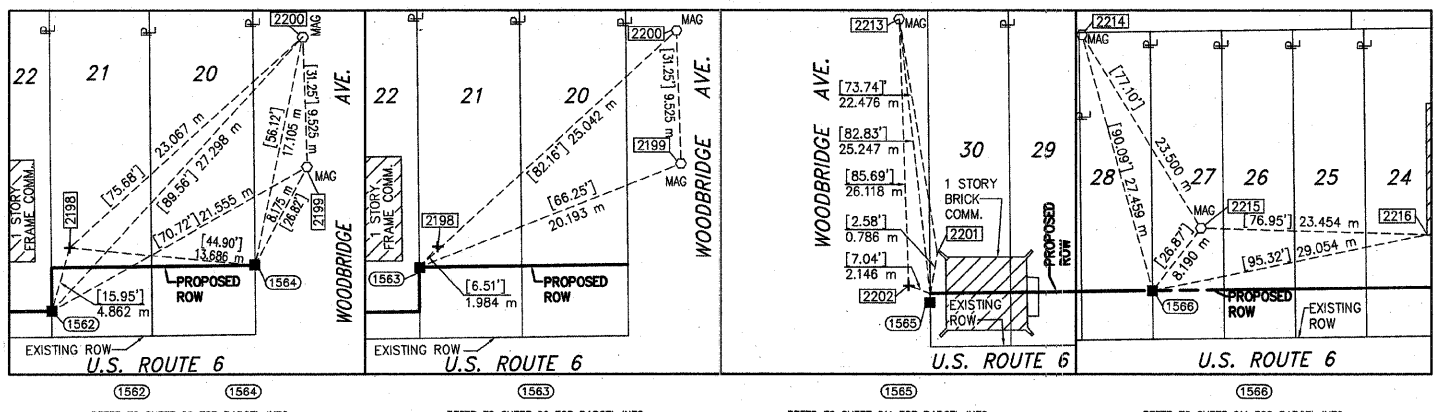 2200
MAG
22
21
20
[31.25'] 9.525 m
WOODBRIDGE AVE.
[56.12'] 17.105 m
[75.68'] 23.067 m
[89.56'] 27.298 m
1 STORY FRAME COMM.
2198
[70.72'] 21.555 m
8.175 m [26.82']
MAG
2199
[44.90'] 13.686 m
PROPOSED ROW
1564
[15.95'] 4.862 m
1562
EXISTING ROW
U.S. ROUTE 6
1562
1564
2200
MAG
22
21
20
[31.25'] 9.525 m
WOODBRIDGE AVE.
[82.16'] 25.042 m
2199
MAG
[66.25'] 20.193 m
1 STORY FRAME COMM.
2198
1563
PROPOSED ROW
[6.51'] 1.984 m
EXISTING ROW
U.S. ROUTE 6
1563
2213
MAG
[73.74'] 22.476 m
WOODBRIDGE AVE.
[82.83'] 25.247 m
[85.69'] 26.118 m
30
29
1 STORY BRICK COMM.
[2.58'] 0.786 m
2201
[7.04'] 2.146 m
PROPOSED ROW
2202
1565
EXISTING ROW
U.S. ROUTE 6
1565
2214
MAG
[77.10'] 23.500 m
[90.09'] 27.459 m
28
27
26
25
24
MAG
2215
2216
[76.95'] 23.454 m
[26.87'] 8.190 m
[95.32'] 29.054 m
1566
PROPOSED ROW
EXISTING ROW
U.S. ROUTE 6
1566